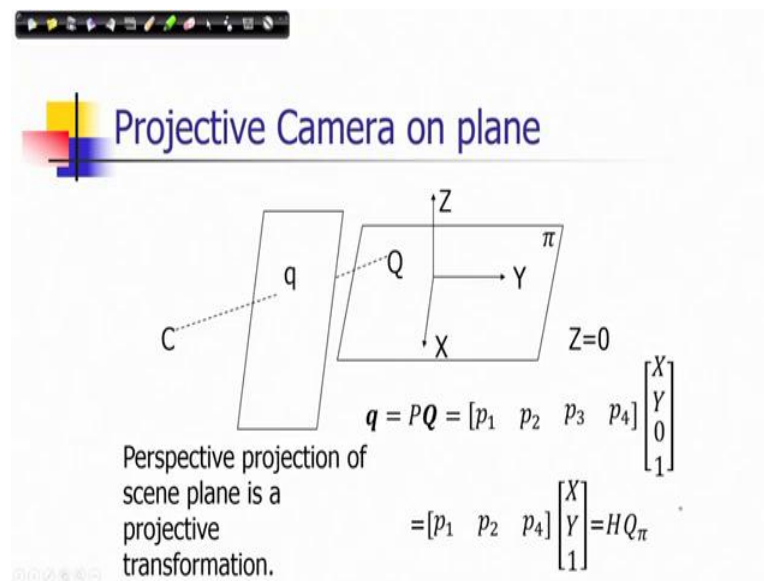 Projective Camera on plane
Z
π
Q
q
Y
C
X
Z=0
q = PQ = [p₁ p₂ p₃ p₄] [X Y 0 1]
Perspective projection of
scene plane is a
projective
transformation.
=[p₁ p₂ p₄] [X Y 1] =HQπ